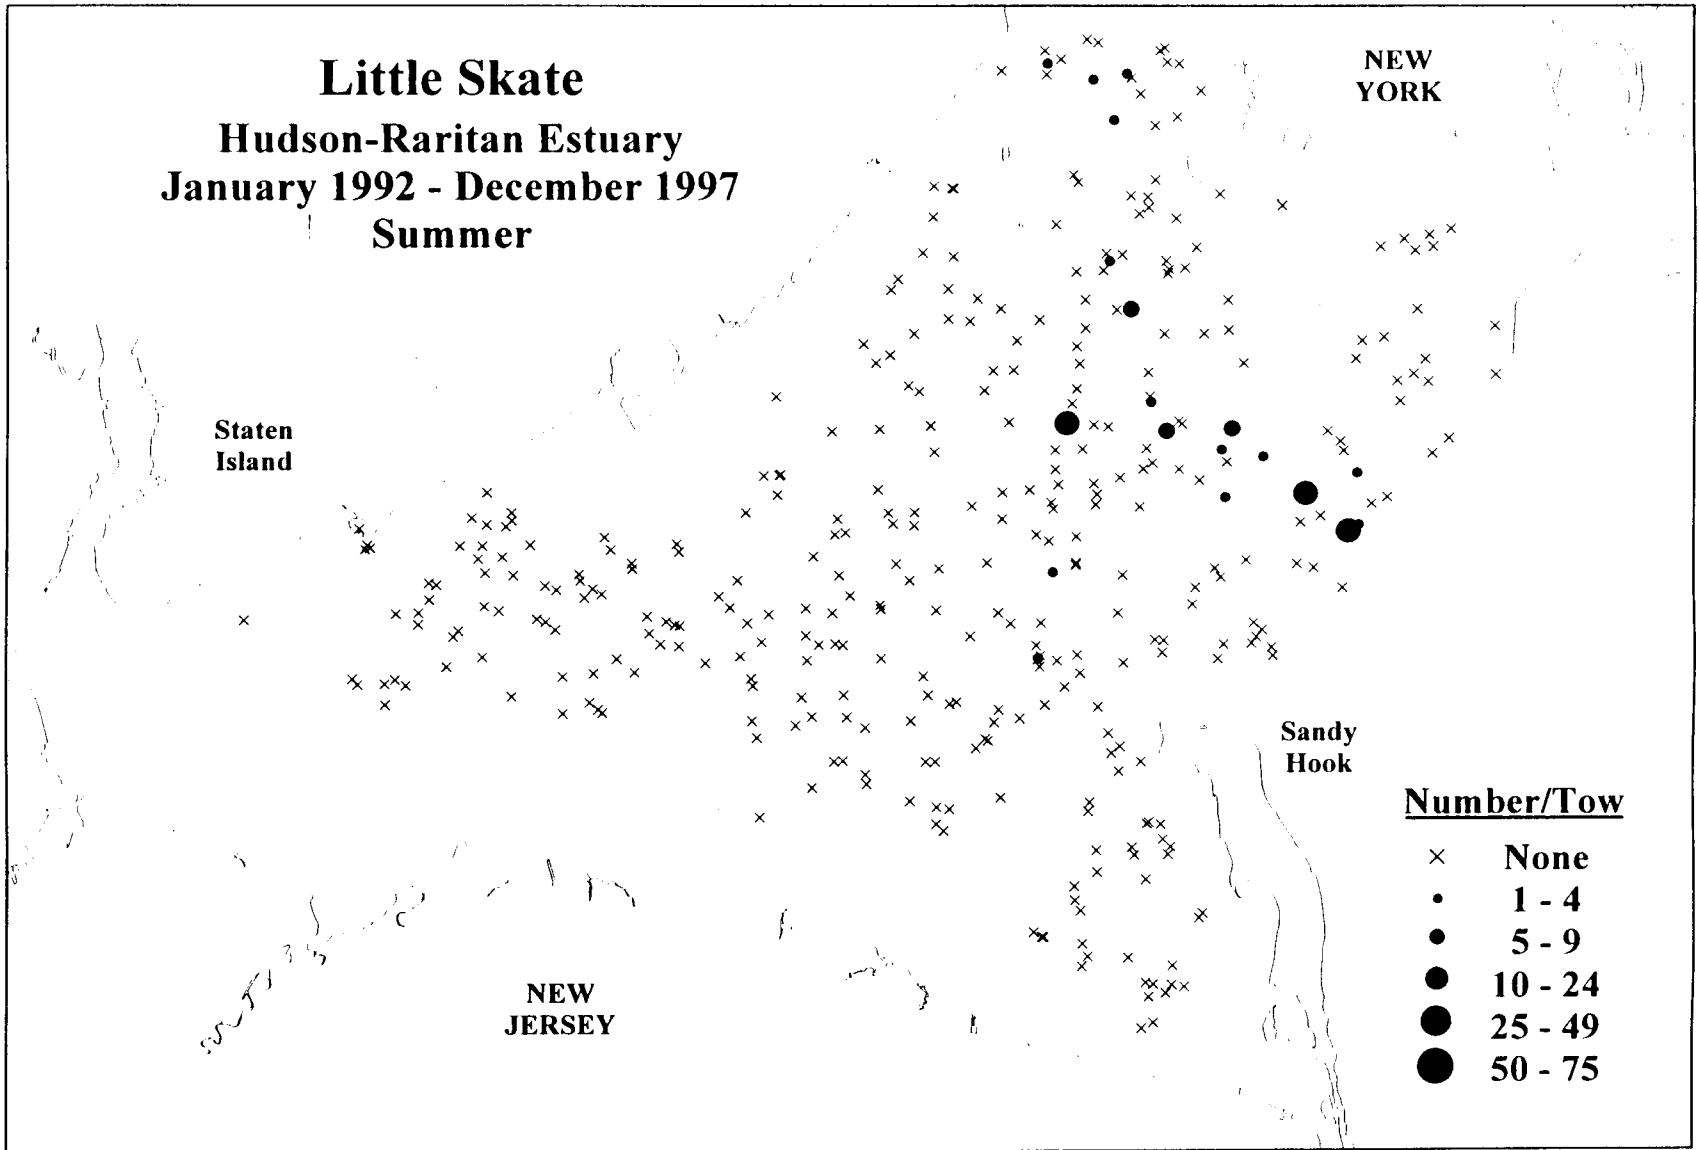 Little Skate
Hudson-Raritan Estuary
January 1992 - December 1997
Summer
NEW
YORK
Staten
Island
Sandy
Hook
NEW
JERSEY
Number/Tow
None
1 - 4
5 - 9
10 - 24
25 - 49
50 - 75